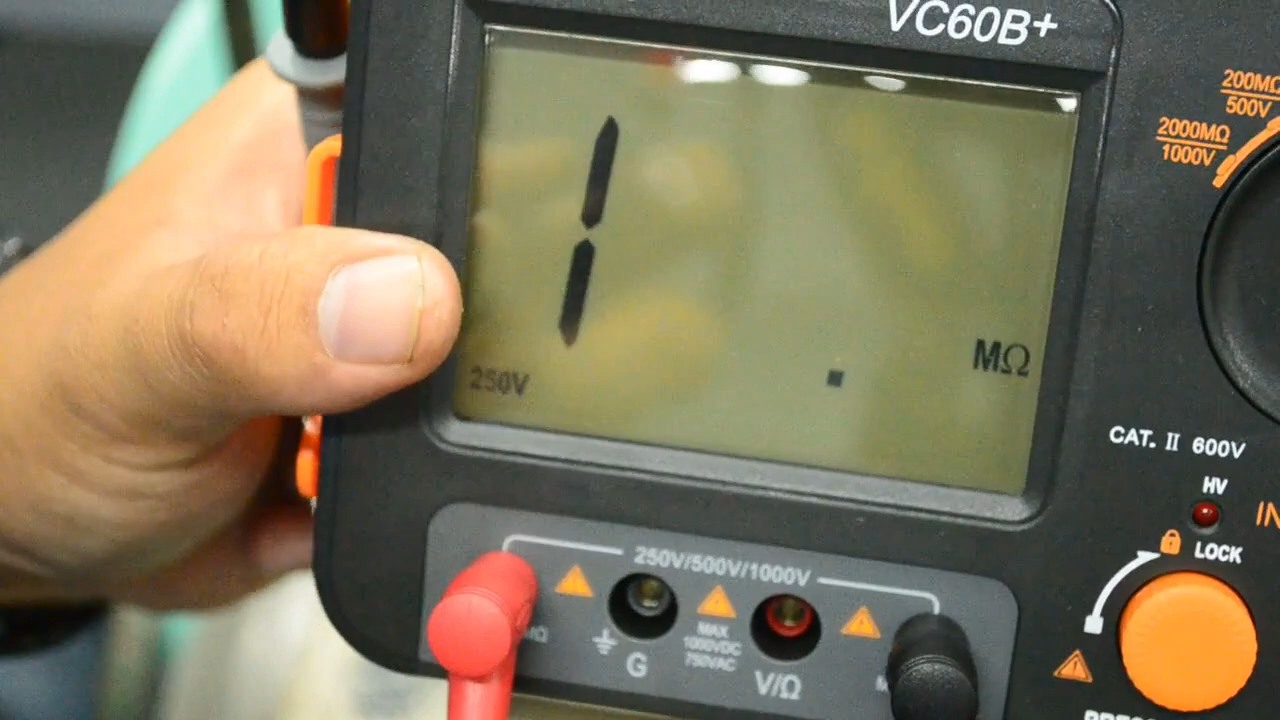 VC60B+
200MΩ
500V
2000MΩ
1000V
1
250V
.
MΩ
CAT. II 600V
HV
LOCK
250V/500V/1000V
MAX
1000VDC
750VAC
G
V/Ω